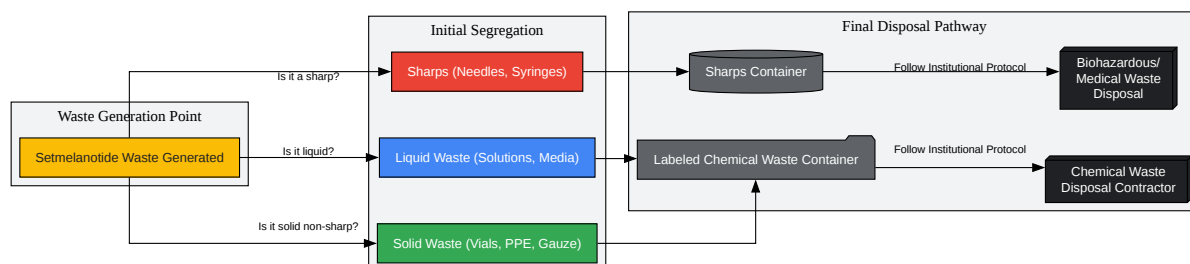 Initial Segregation
Final Disposal Pathway
Is it a sharp?
Sharps (Needles, Syringes)
Sharps Container
Follow Institutional Protocol
Biohazardous/
Medical Waste
Disposal
Waste Generation Point
Setmelanotide Waste Generated
Is it liquid?
Liquid Waste (Solutions, Media)
Labeled Chemical Waste Container
Follow Institutional Protocol
Chemical Waste
Disposal Contractor
Is it solid non-sharp?
Solid Waste (Vials, PPE, Gauze)